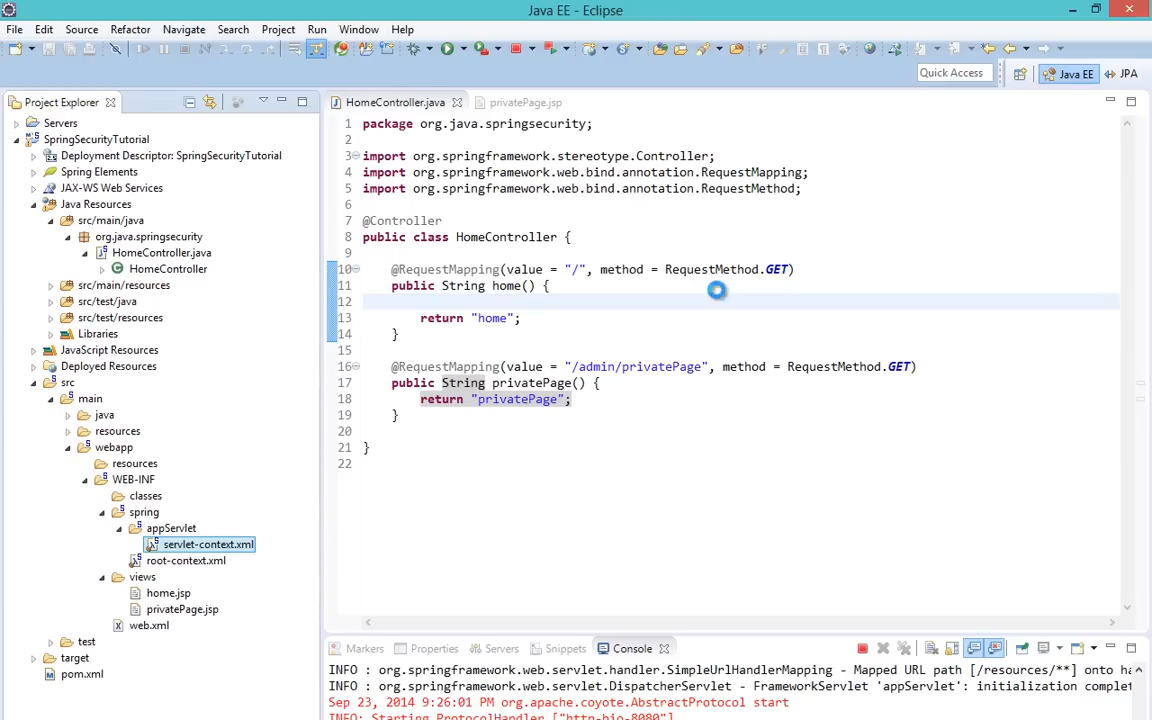 Java EE - Eclipse
File Edit Source Refactor Navigate Search Project Run Window Help
Quick Access
Java EE
JPA
Project Explorer
Servers
SpringSecurityTutorial
Deployment Descriptor: SpringSecurityTutorial
Spring Elements
JAX-WS Web Services
Java Resources
src/main/java
org.java.springsecurity
HomeController.java
HomeController
src/main/resources
src/test/java
src/test/resources
Libraries
JavaScript Resources
Deployed Resources
src
main
java
resources
webapp
resources
WEB-INF
classes
spring
appServlet
servlet-context.xml
root-context.xml
views
home.jsp
privatePage.jsp
web.xml
test
target
pom.xml
HomeController.java privatePage.jsp
1 package org.java.springsecurity;
2
3 import org.springframework.stereotype.Controller;
4 import org.springframework.web.bind.annotation.RequestMapping;
5 import org.springframework.web.bind.annotation.RequestMethod;
6
7 @Controller
8 public class HomeController {
9
10 @RequestMapping(value = "/", method = RequestMethod.GET)
11 public String home() {
12
13 return "home";
14 }
15
16 @RequestMapping(value = "/admin/privatePage", method = RequestMethod.GET)
17 public String privatePage() {
18 return "privatePage";
19 }
20
21 }
22
Markers Properties Servers Snippets Console
INFO : org.springframework.web.servlet.handler.SimpleUrlHandlerMapping - Mapped URL path [/resources/**] onto ha
INFO : org.springframework.web.servlet.DispatcherServlet - FrameworkServlet 'appServlet': initialization complet
Sep 23, 2014 9:26:01 PM org.apache.coyote.AbstractProtocol start
INFO: Starting ProtocolHandler ["http-bio-8080"]